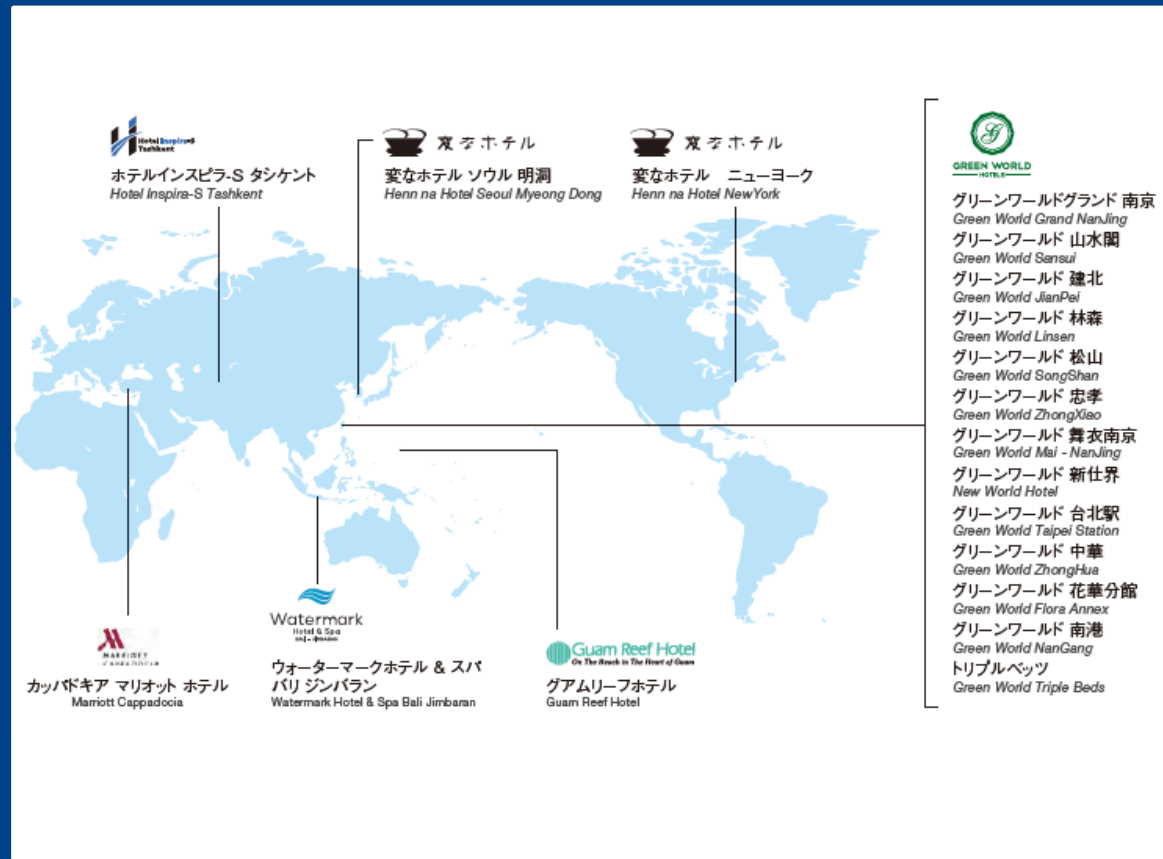 Hotel Inspira-S
Tashkent
ホテルインスピラ-S タシケント
Hotel Inspira-S Tashkent
変なホテル
変なホテル ソウル 明洞
Henn na Hotel Seoul Myeong Dong
変なホテル
変なホテル ニューヨーク
Henn na Hotel NewYork
G
GREEN WORLD
HOTELS
グリーンワールドグランド 南京
Green World Grand NanJing
グリーンワールド 山水閣
Green World Sansui
グリーンワールド 建北
Green World JianPei
グリーンワールド 林森
Green World Linsen
グリーンワールド 松山
Green World SongShan
グリーンワールド 忠孝
Green World ZhongXiao
グリーンワールド 舞衣南京
Green World Mai - NanJing
グリーンワールド 新仕界
New World Hotel
グリーンワールド 台北駅
Green World Taipei Station
グリーンワールド 中華
Green World ZhongHua
グリーンワールド 花華分館
Green World Flora Annex
グリーンワールド 南港
Green World NanGang
トリプルベッツ
Green World Triple Beds
MARRIOTT
CAPPADOCIA
カッパドキア マリオット ホテル
Marriott Cappadocia
Watermark
Hotel & Spa
BALI - JIMBARAN
ウォーターマークホテル & スパ
バリ ジンバラン
Watermark Hotel & Spa Bali Jimbaran
Guam Reef Hotel
On The Beach in The Heart of Guam
グアムリーフホテル
Guam Reef Hotel